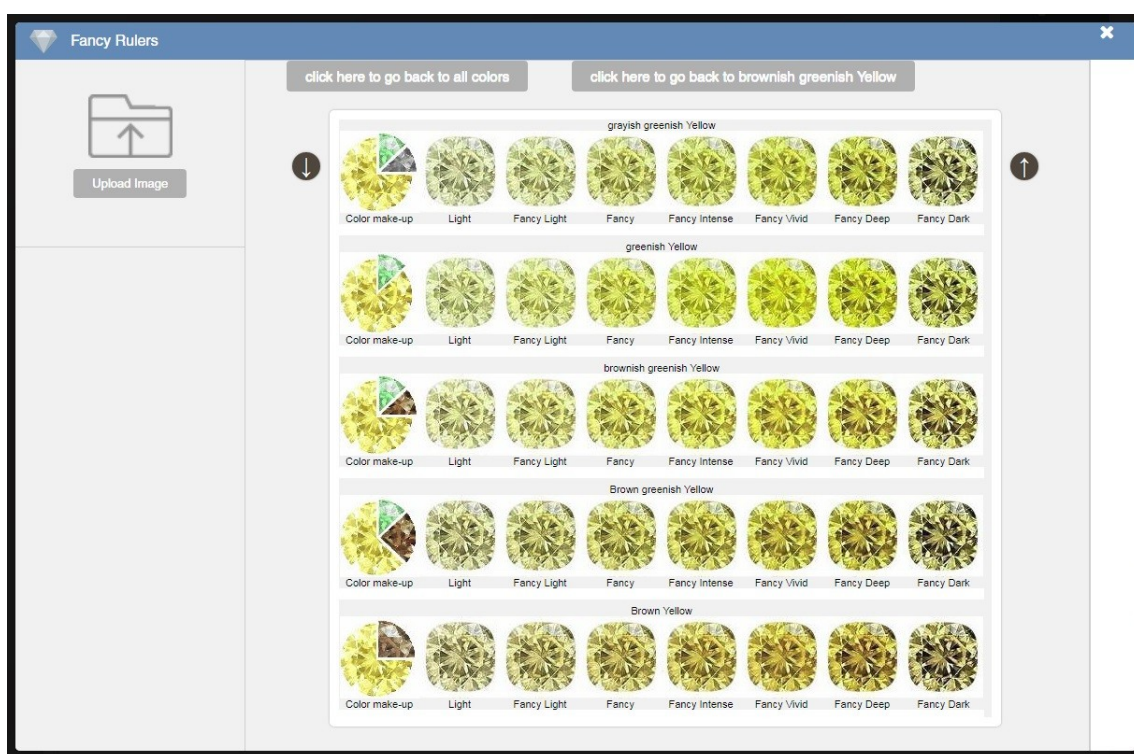 Fancy Rulers
click here to go back to all colors
click here to go back to brownish greenish Yellow
Upload Image
grayish greenish Yellow
Color make-up Light Fancy Light Fancy Fancy Intense Fancy Vivid Fancy Deep Fancy Dark
greenish Yellow
Color make-up Light Fancy Light Fancy Fancy Intense Fancy Vivid Fancy Deep Fancy Dark
brownish greenish Yellow
Color make-up Light Fancy Light Fancy Fancy Intense Fancy Vivid Fancy Deep Fancy Dark
Brown greenish Yellow
Color make-up Light Fancy Light Fancy Fancy Intense Fancy Vivid Fancy Deep Fancy Dark
Brown Yellow
Color make-up Light Fancy Light Fancy Fancy Intense Fancy Vivid Fancy Deep Fancy Dark